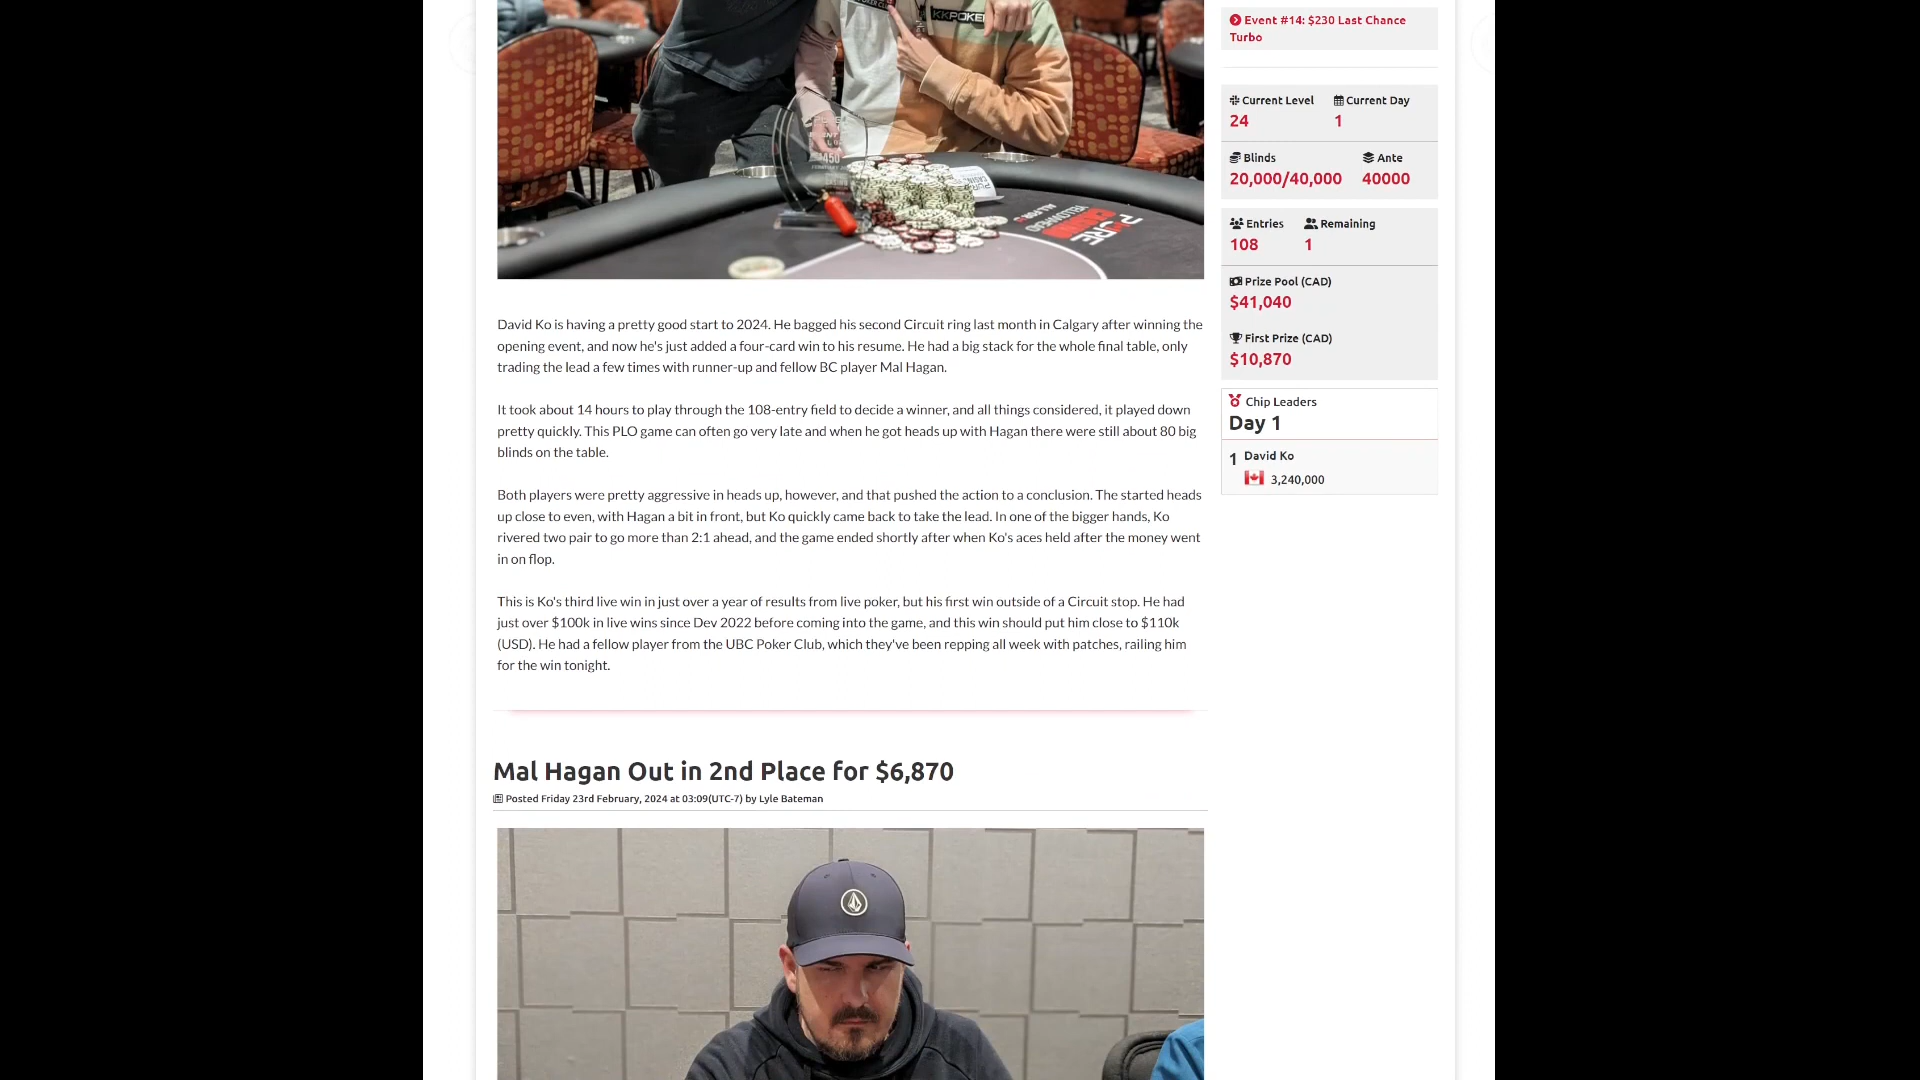 KKPOKER
$450
PURE
CASINO
YELLOWHEAD
Event #14: $230 Last Chance
Turbo
Current Level
Current Day
24
1
Blinds
Ante
20,000/40,000
40000
Entries
Remaining
108
1
Prize Pool (CAD)
$41,040
First Prize (CAD)
$10,870
Chip Leaders
Day 1
1
David Ko
3,240,000
David Ko is having a pretty good start to 2024. He bagged his second Circuit ring last month in Calgary after winning the
opening event, and now he's just added a four-card win to his resume. He had a big stack for the whole final table, only
trading the lead a few times with runner-up and fellow BC player Mal Hagan.
It took about 14 hours to play through the 108-entry field to decide a winner, and all things considered, it played down
pretty quickly. This PLO game can often go very late and when he got heads up with Hagan there were still about 80 big
blinds on the table.
Both players were pretty aggressive in heads up, however, and that pushed the action to a conclusion. The started heads
up close to even, with Hagan a bit in front, but Ko quickly came back to take the lead. In one of the bigger hands, Ko
rivered two pair to go more than 2:1 ahead, and the game ended shortly after when Ko's aces held after the money went
in on flop.
This is Ko's third live win in just over a year of results from live poker, but his first win outside of a Circuit stop. He had
just over $100k in live wins since Dev 2022 before coming into the game, and this win should put him close to $110k
(USD). He had a fellow player from the UBC Poker Club, which they've been repping all week with patches, railing him
for the win tonight.
Mal Hagan Out in 2nd Place for $6,870
Posted Friday 23rd February, 2024 at 03:09(UTC-7) by Lyle Bateman